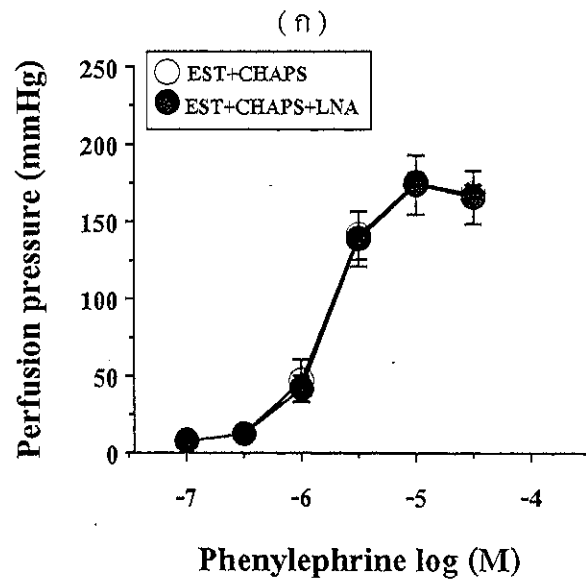 ( ก )
EST+CHAPS
EST+CHAPS+LNA
Perfusion pressure (mmHg)
250
200
150
100
50
0
-7
-6
-5
-4
Phenylephrine log (M)